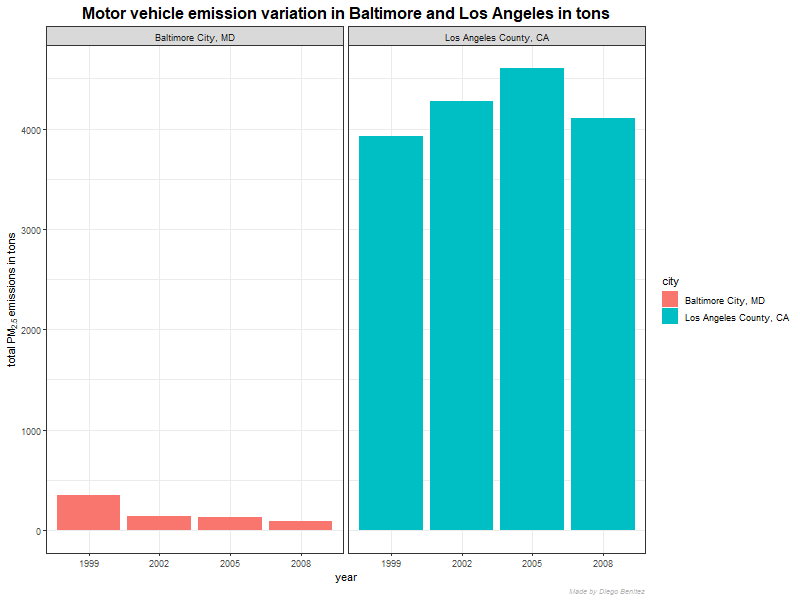 Motor vehicle emission variation in Baltimore and Los Angeles in tons
Baltimore City, MD
Los Angeles County, CA
total PM2.5 emissions in tons
4000
3000
2000
1000
0
1999
2002
2005
2008
1999
2002
2005
2008
year
city
Baltimore City, MD
Los Angeles County, CA
Made by Diego Benitez